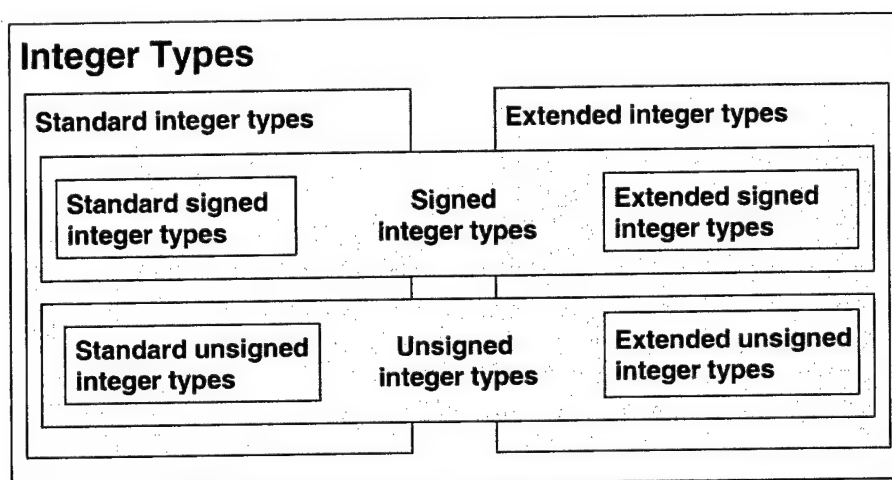 Integer Types
Standard integer types
Extended integer types
Standard signed
integer types
Signed
integer types
Extended signed
integer types
Standard unsigned
integer types
Unsigned
integer types
Extended unsigned
integer types